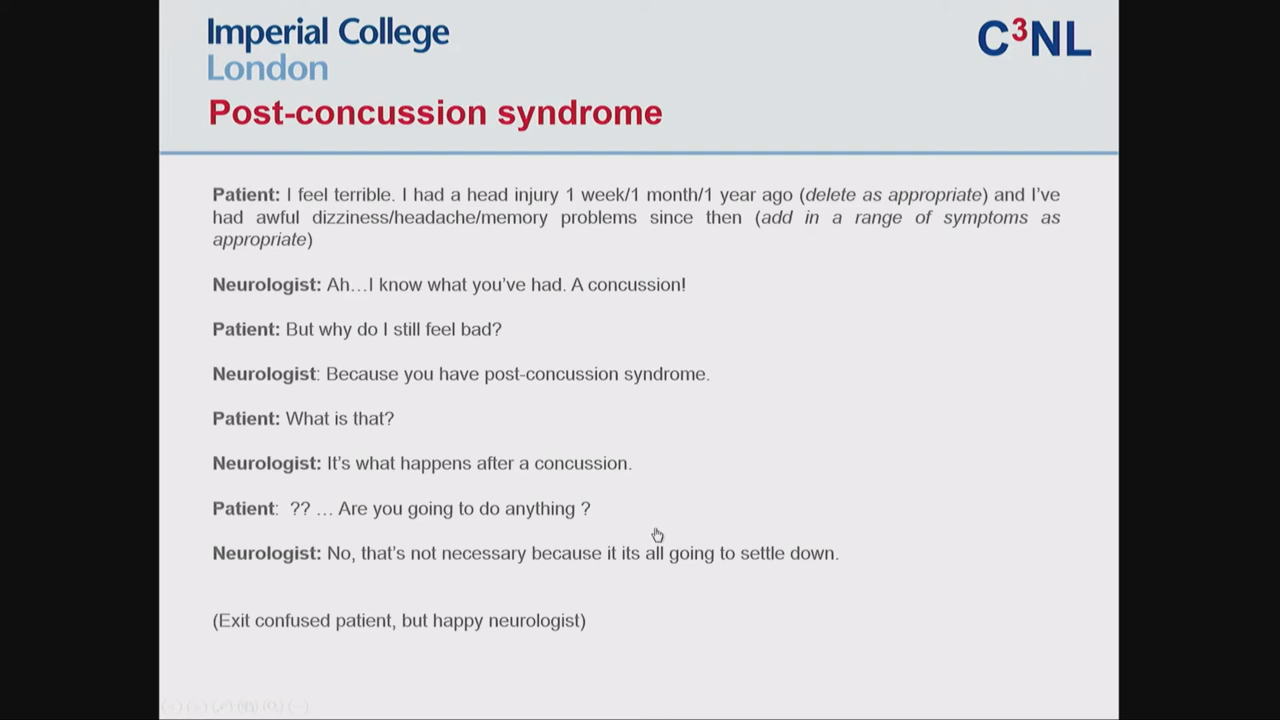 Imperial College
London
C³NL
Post-concussion syndrome
Patient: I feel terrible. I had a head injury 1 week/1 month/1 year ago (delete as appropriate) and I've
had awful dizziness/headache/memory problems since then (add in a range of symptoms as
appropriate)
Neurologist: Ah…I know what you've had. A concussion!
Patient: But why do I still feel bad?
Neurologist: Because you have post-concussion syndrome.
Patient: What is that?
Neurologist: It's what happens after a concussion.
Patient: ?? … Are you going to do anything ?
Neurologist: No, that's not necessary because it its all going to settle down.
(Exit confused patient, but happy neurologist)